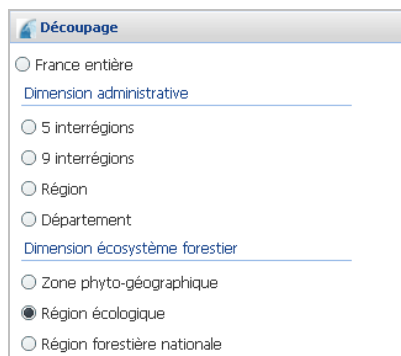 Découpage
France entière
Dimension administrative
5 interrégions
9 interrégions
Région
Département
Dimension écosystème forestier
Zone phyto-géographique
Région écologique
Région forestière nationale